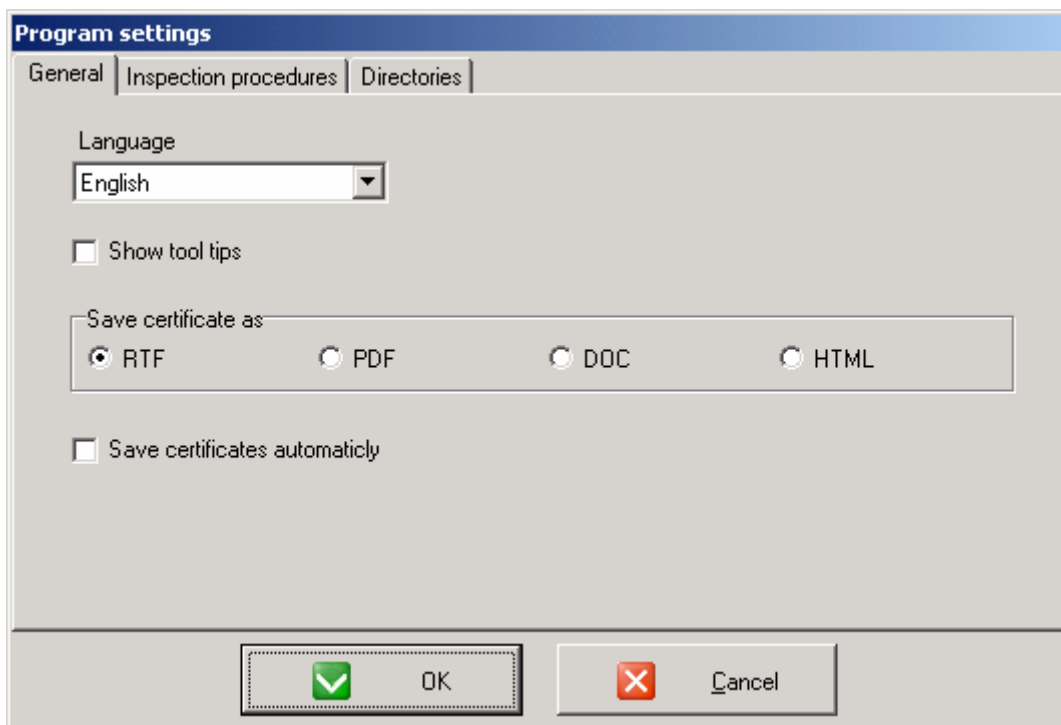 Program settings
General Inspection procedures Directories
Language
English
Show tool tips
Save certificate as
RTF PDF DOC HTML
Save certificates automaticly
OK Cancel